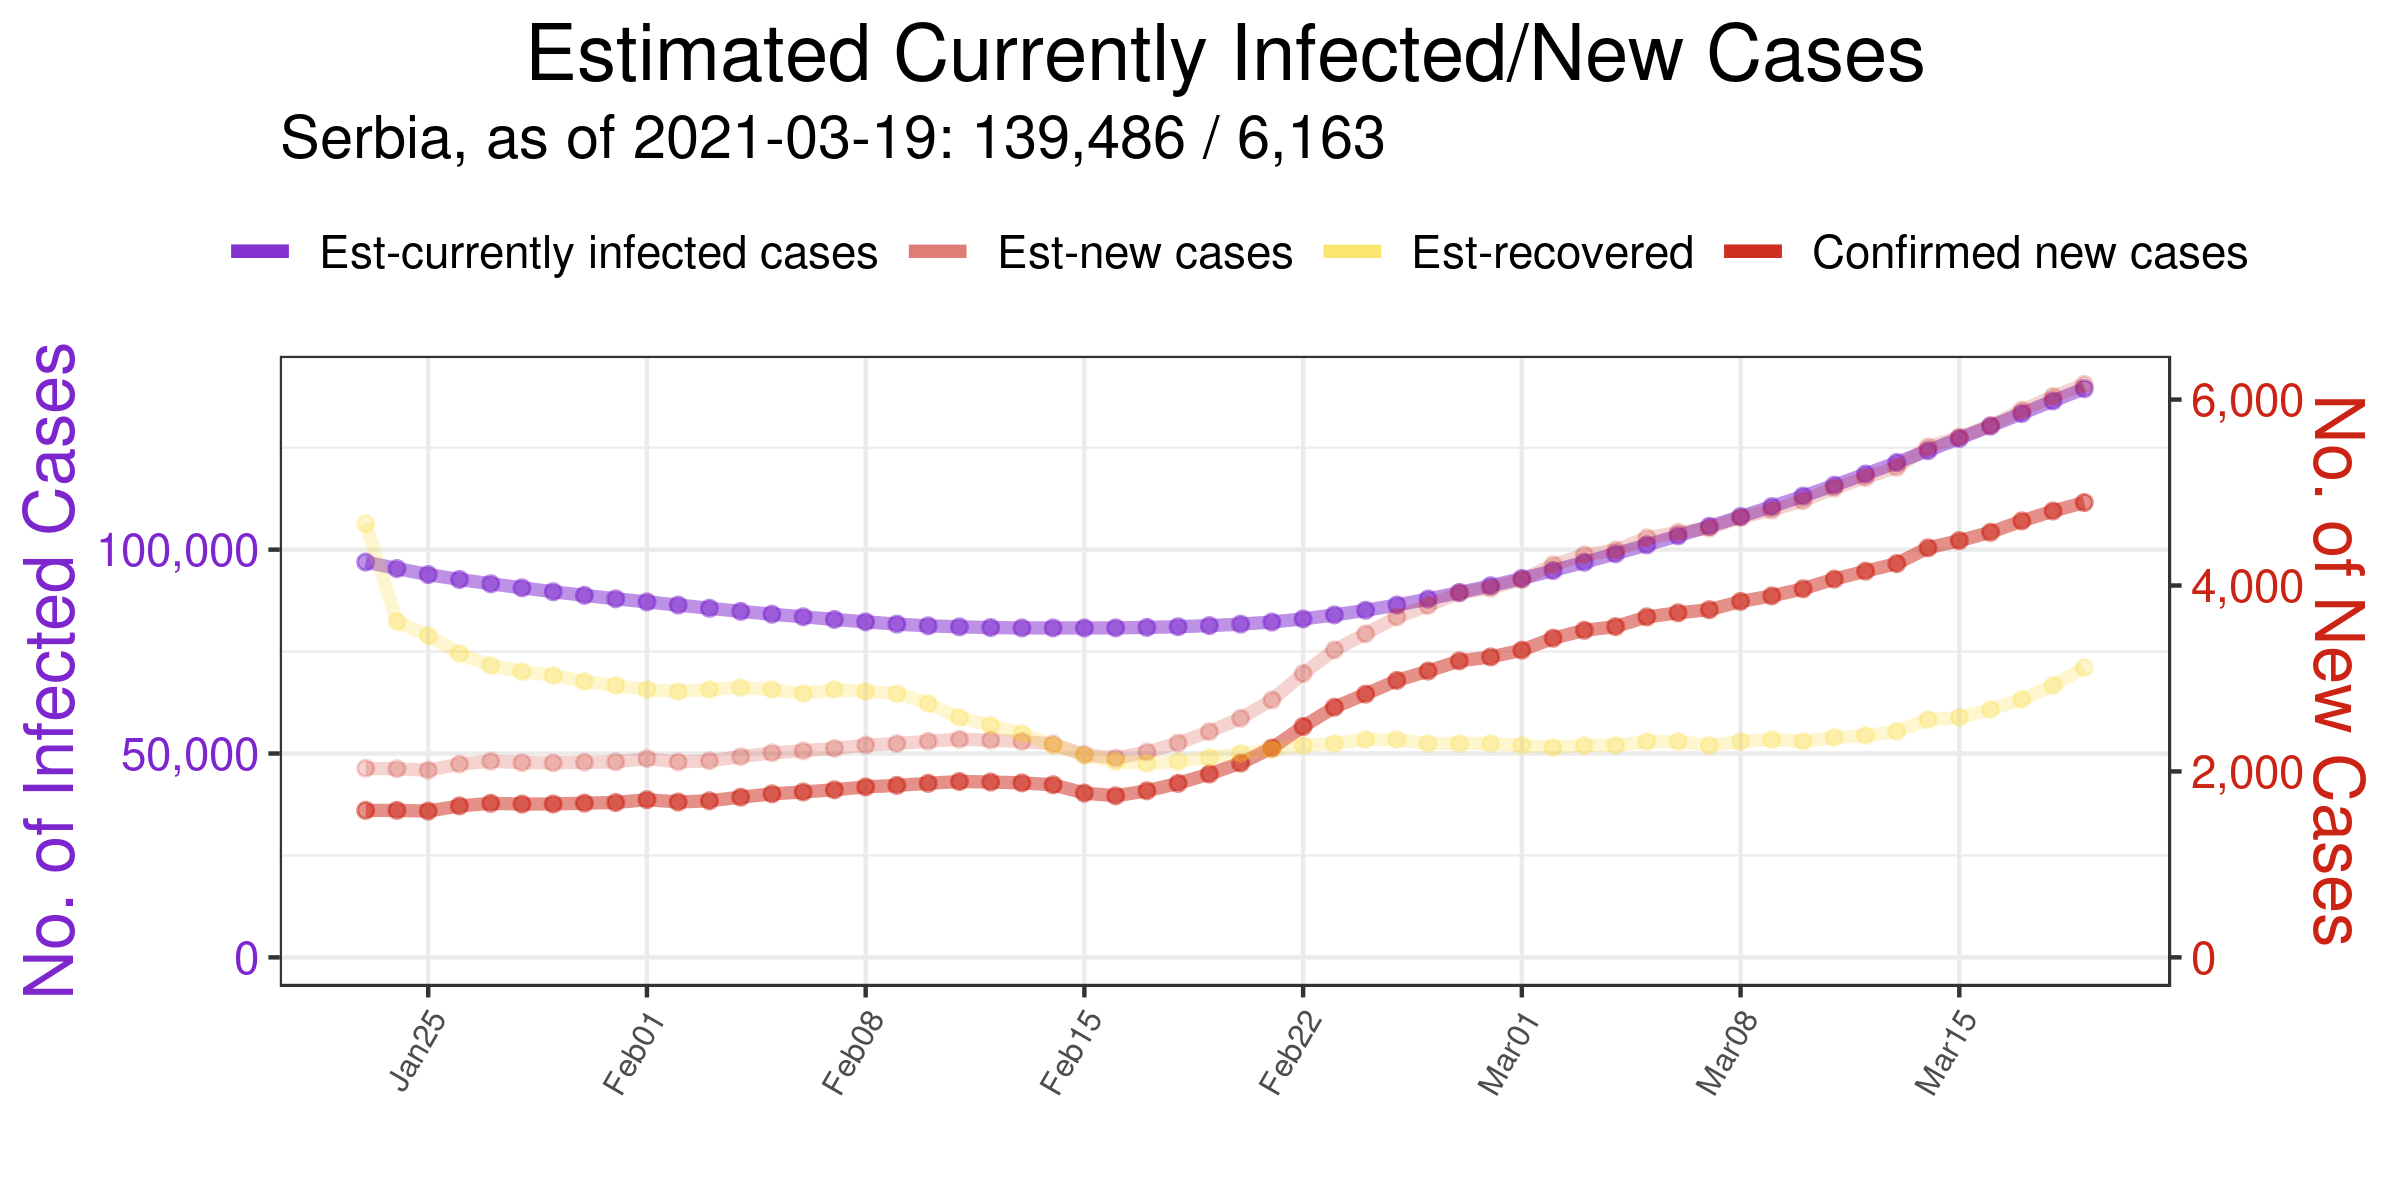 Estimated Currently Infected/New Cases
Serbia, as of 2021-03-19: 139,486 / 6,163
Est-currently infected cases Est-new cases Est-recovered Confirmed new cases
No. of Infected Cases
100,000
50,000
0
6,000
4,000
2,000
0
No. of New Cases
Jan25 Feb01 Feb08 Feb15 Feb22 Mar01 Mar08 Mar15